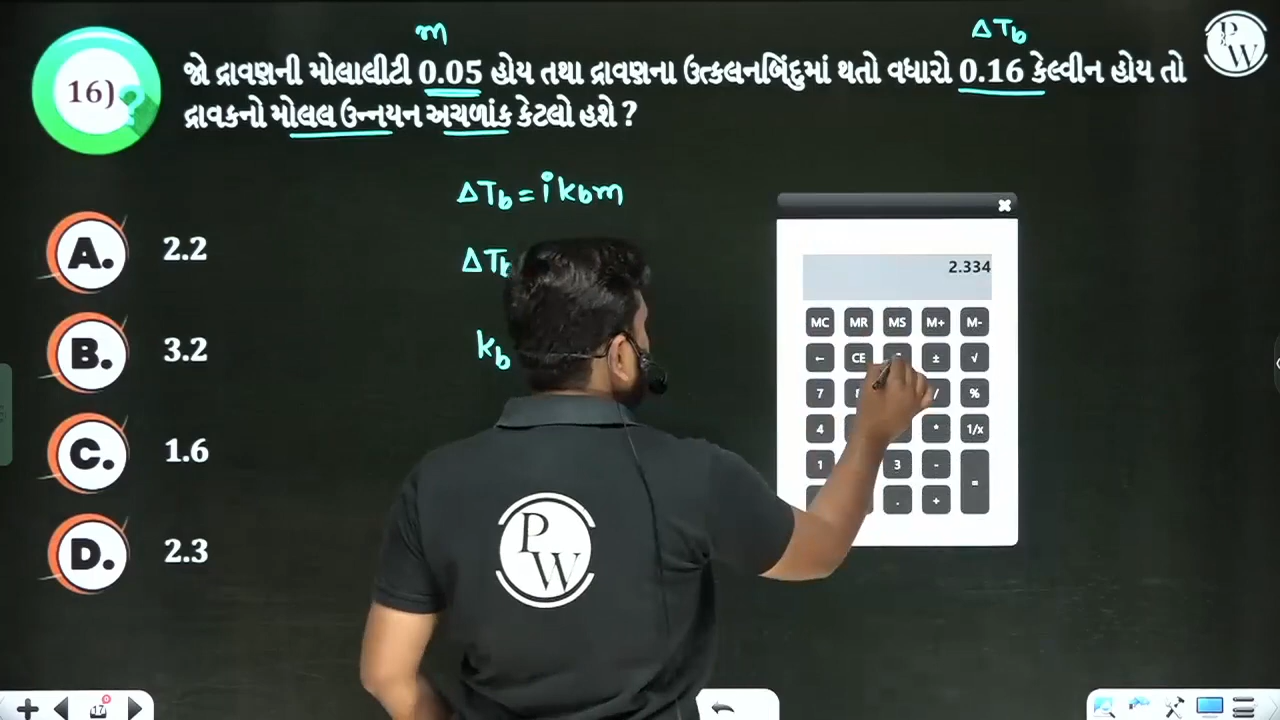 m
ΔTb
16)
જો દ્રાવણની મોલાલીટી 0.05 હોય તથા દ્રાવણના ઉત્કલનબિંદુમાં થતો વધારો 0.16 કેલ્વીન હોય તો
દ્રાવકનો મોલલ ઉન્નયન અચળાંક કેટલો હશે ?
PW
ΔTb = i kb m
ΔTb
kb
A. 2.2
B. 3.2
C. 1.6
D. 2.3
2.334
MC MR MS M+ M-
← CE ± √
7 / %
4 * 1/x
1 3 - =
. +
PW
17